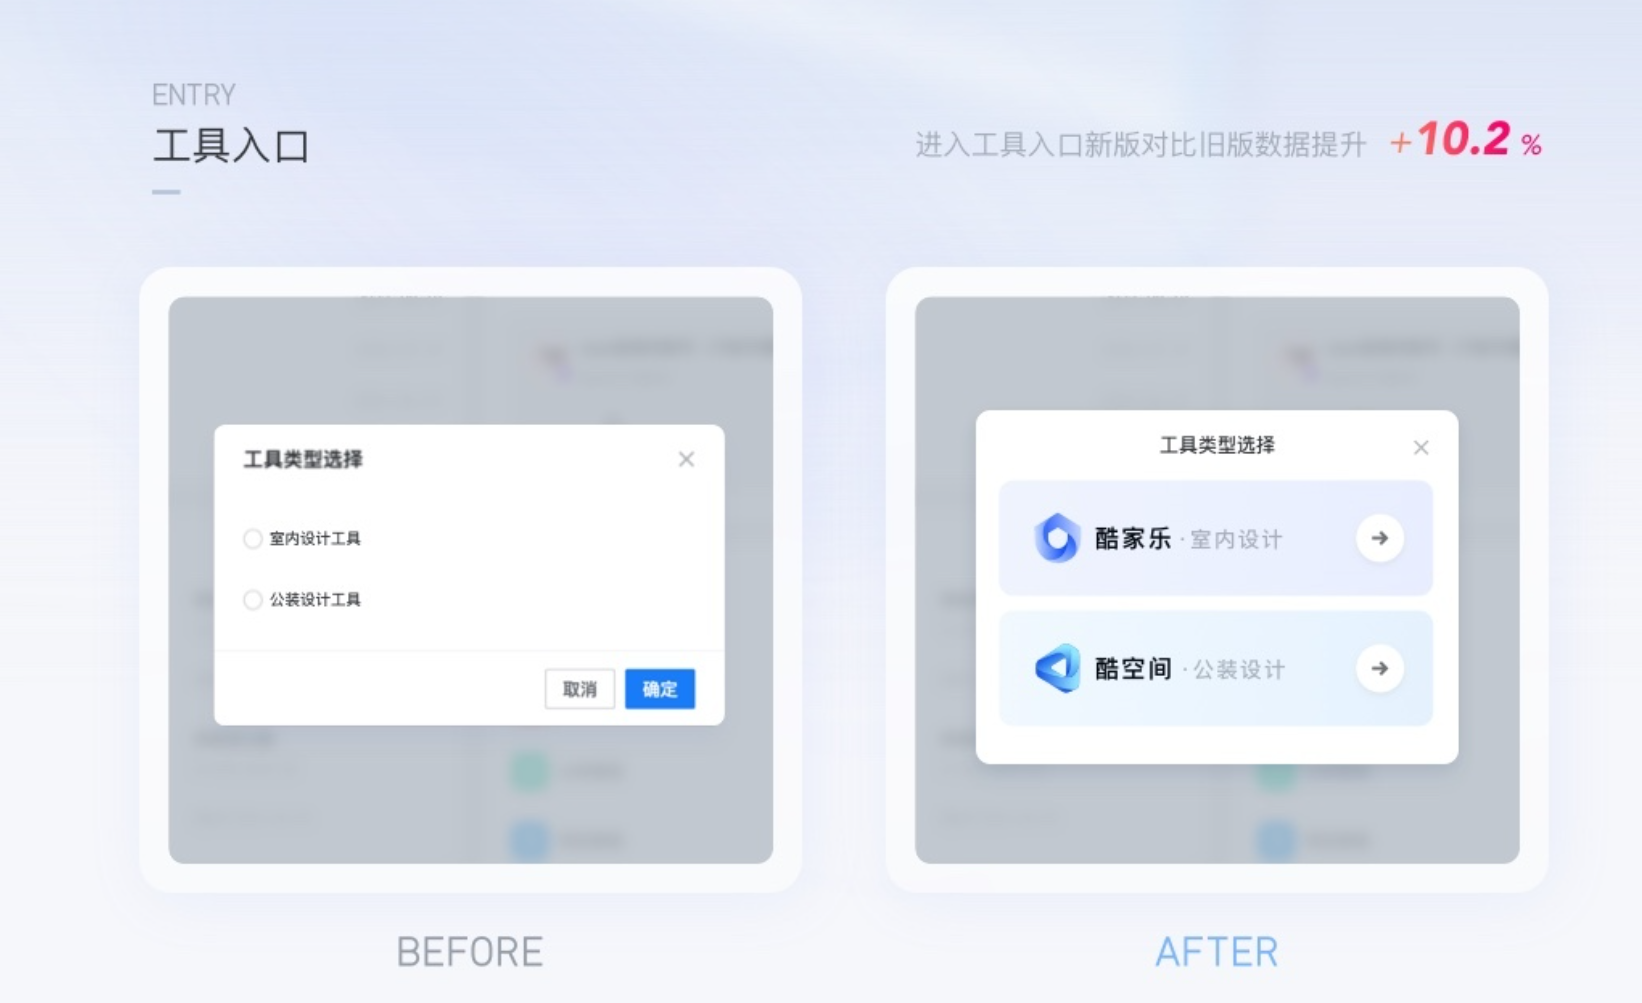 ENTRY
工具入口
进入工具入口新版对比旧版数据提升 +10.2 %
工具类型选择
室内设计工具
公装设计工具
取消 确定
BEFORE
工具类型选择
酷家乐 · 室内设计
酷空间 · 公装设计
AFTER